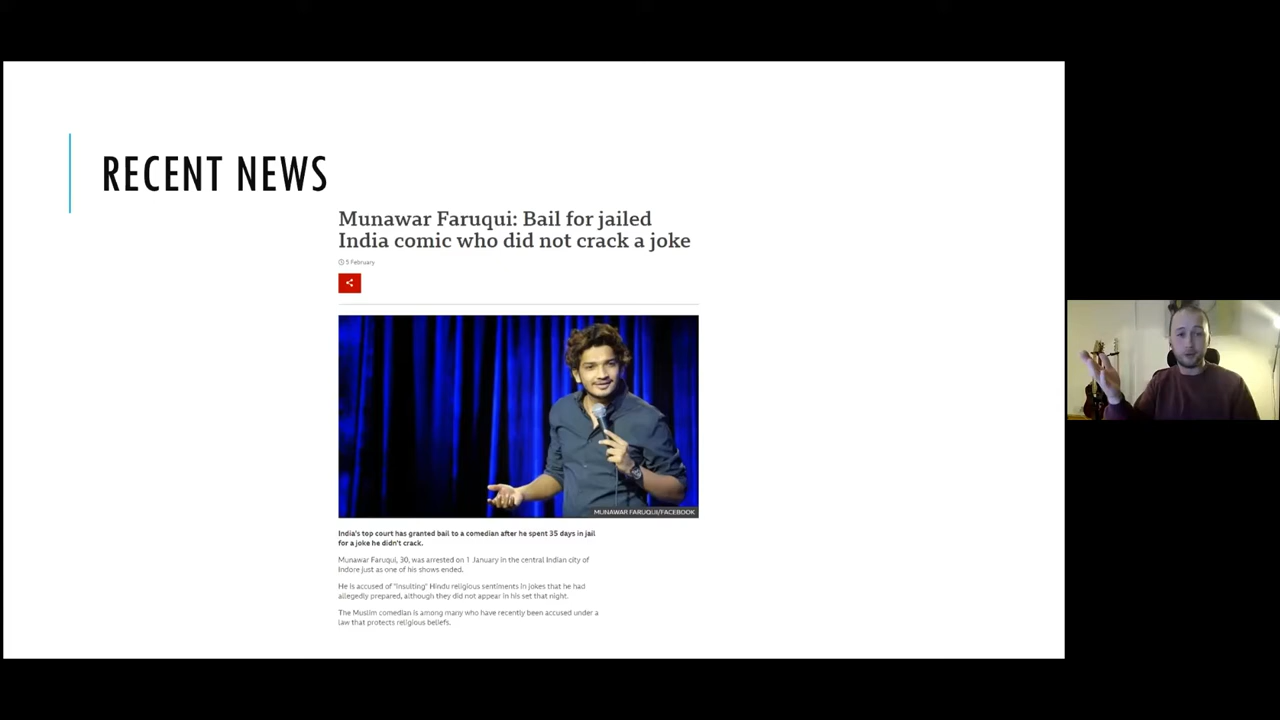 RECENT NEWS
Munawar Faruqui: Bail for jailed
India comic who did not crack a joke
5 February
MUNAWAR FARUQUI/FACEBOOK
India's top court has granted bail to a comedian after he spent 35 days in jail
for a joke he didn't crack.
Munawar Faruqui, 30, was arrested on 1 January in the central Indian city of
Indore just as one of his shows ended.
He is accused of "insulting" Hindu religious sentiments in jokes that he had
allegedly prepared, although they did not appear in his set that night.
The Muslim comedian is among many who have recently been accused under a
law that protects religious beliefs.